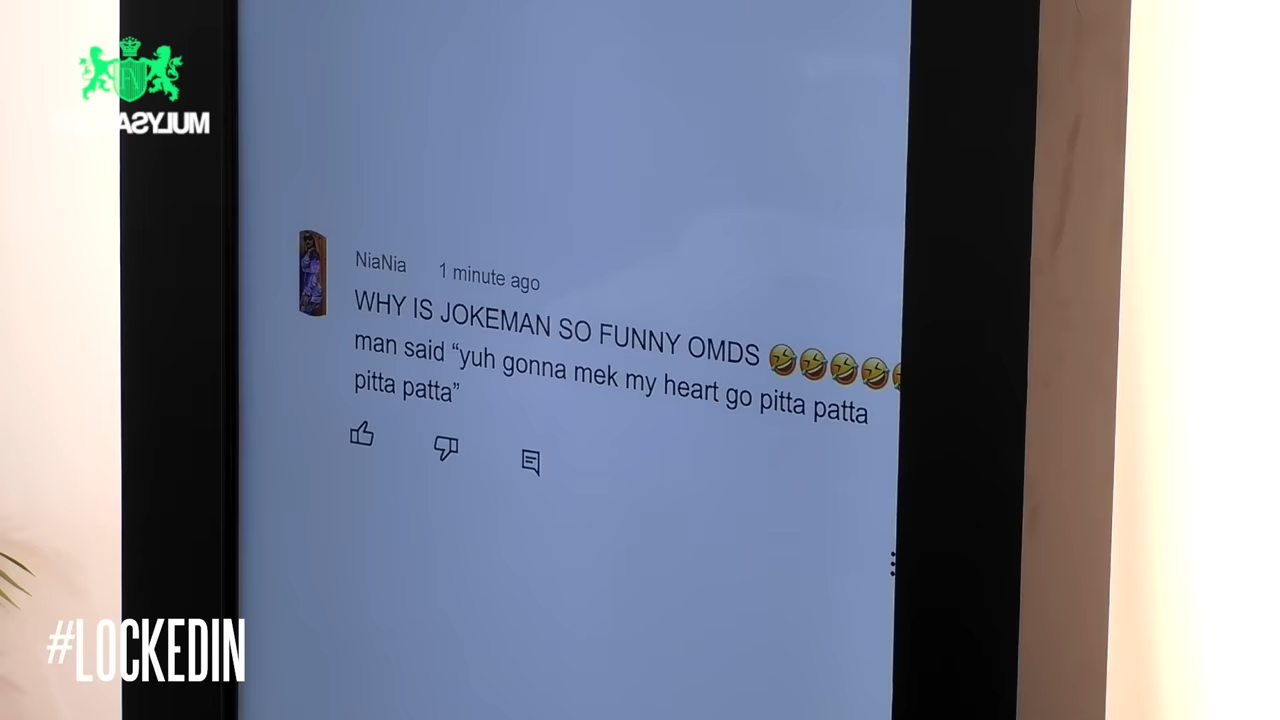 NiaNia 1 minute ago
WHY IS JOKEMAN SO FUNNY OMDS 🤣🤣🤣🤣🤣
man said “yuh gonna mek my heart go pitta patta
pitta patta”
#LOCKEDIN